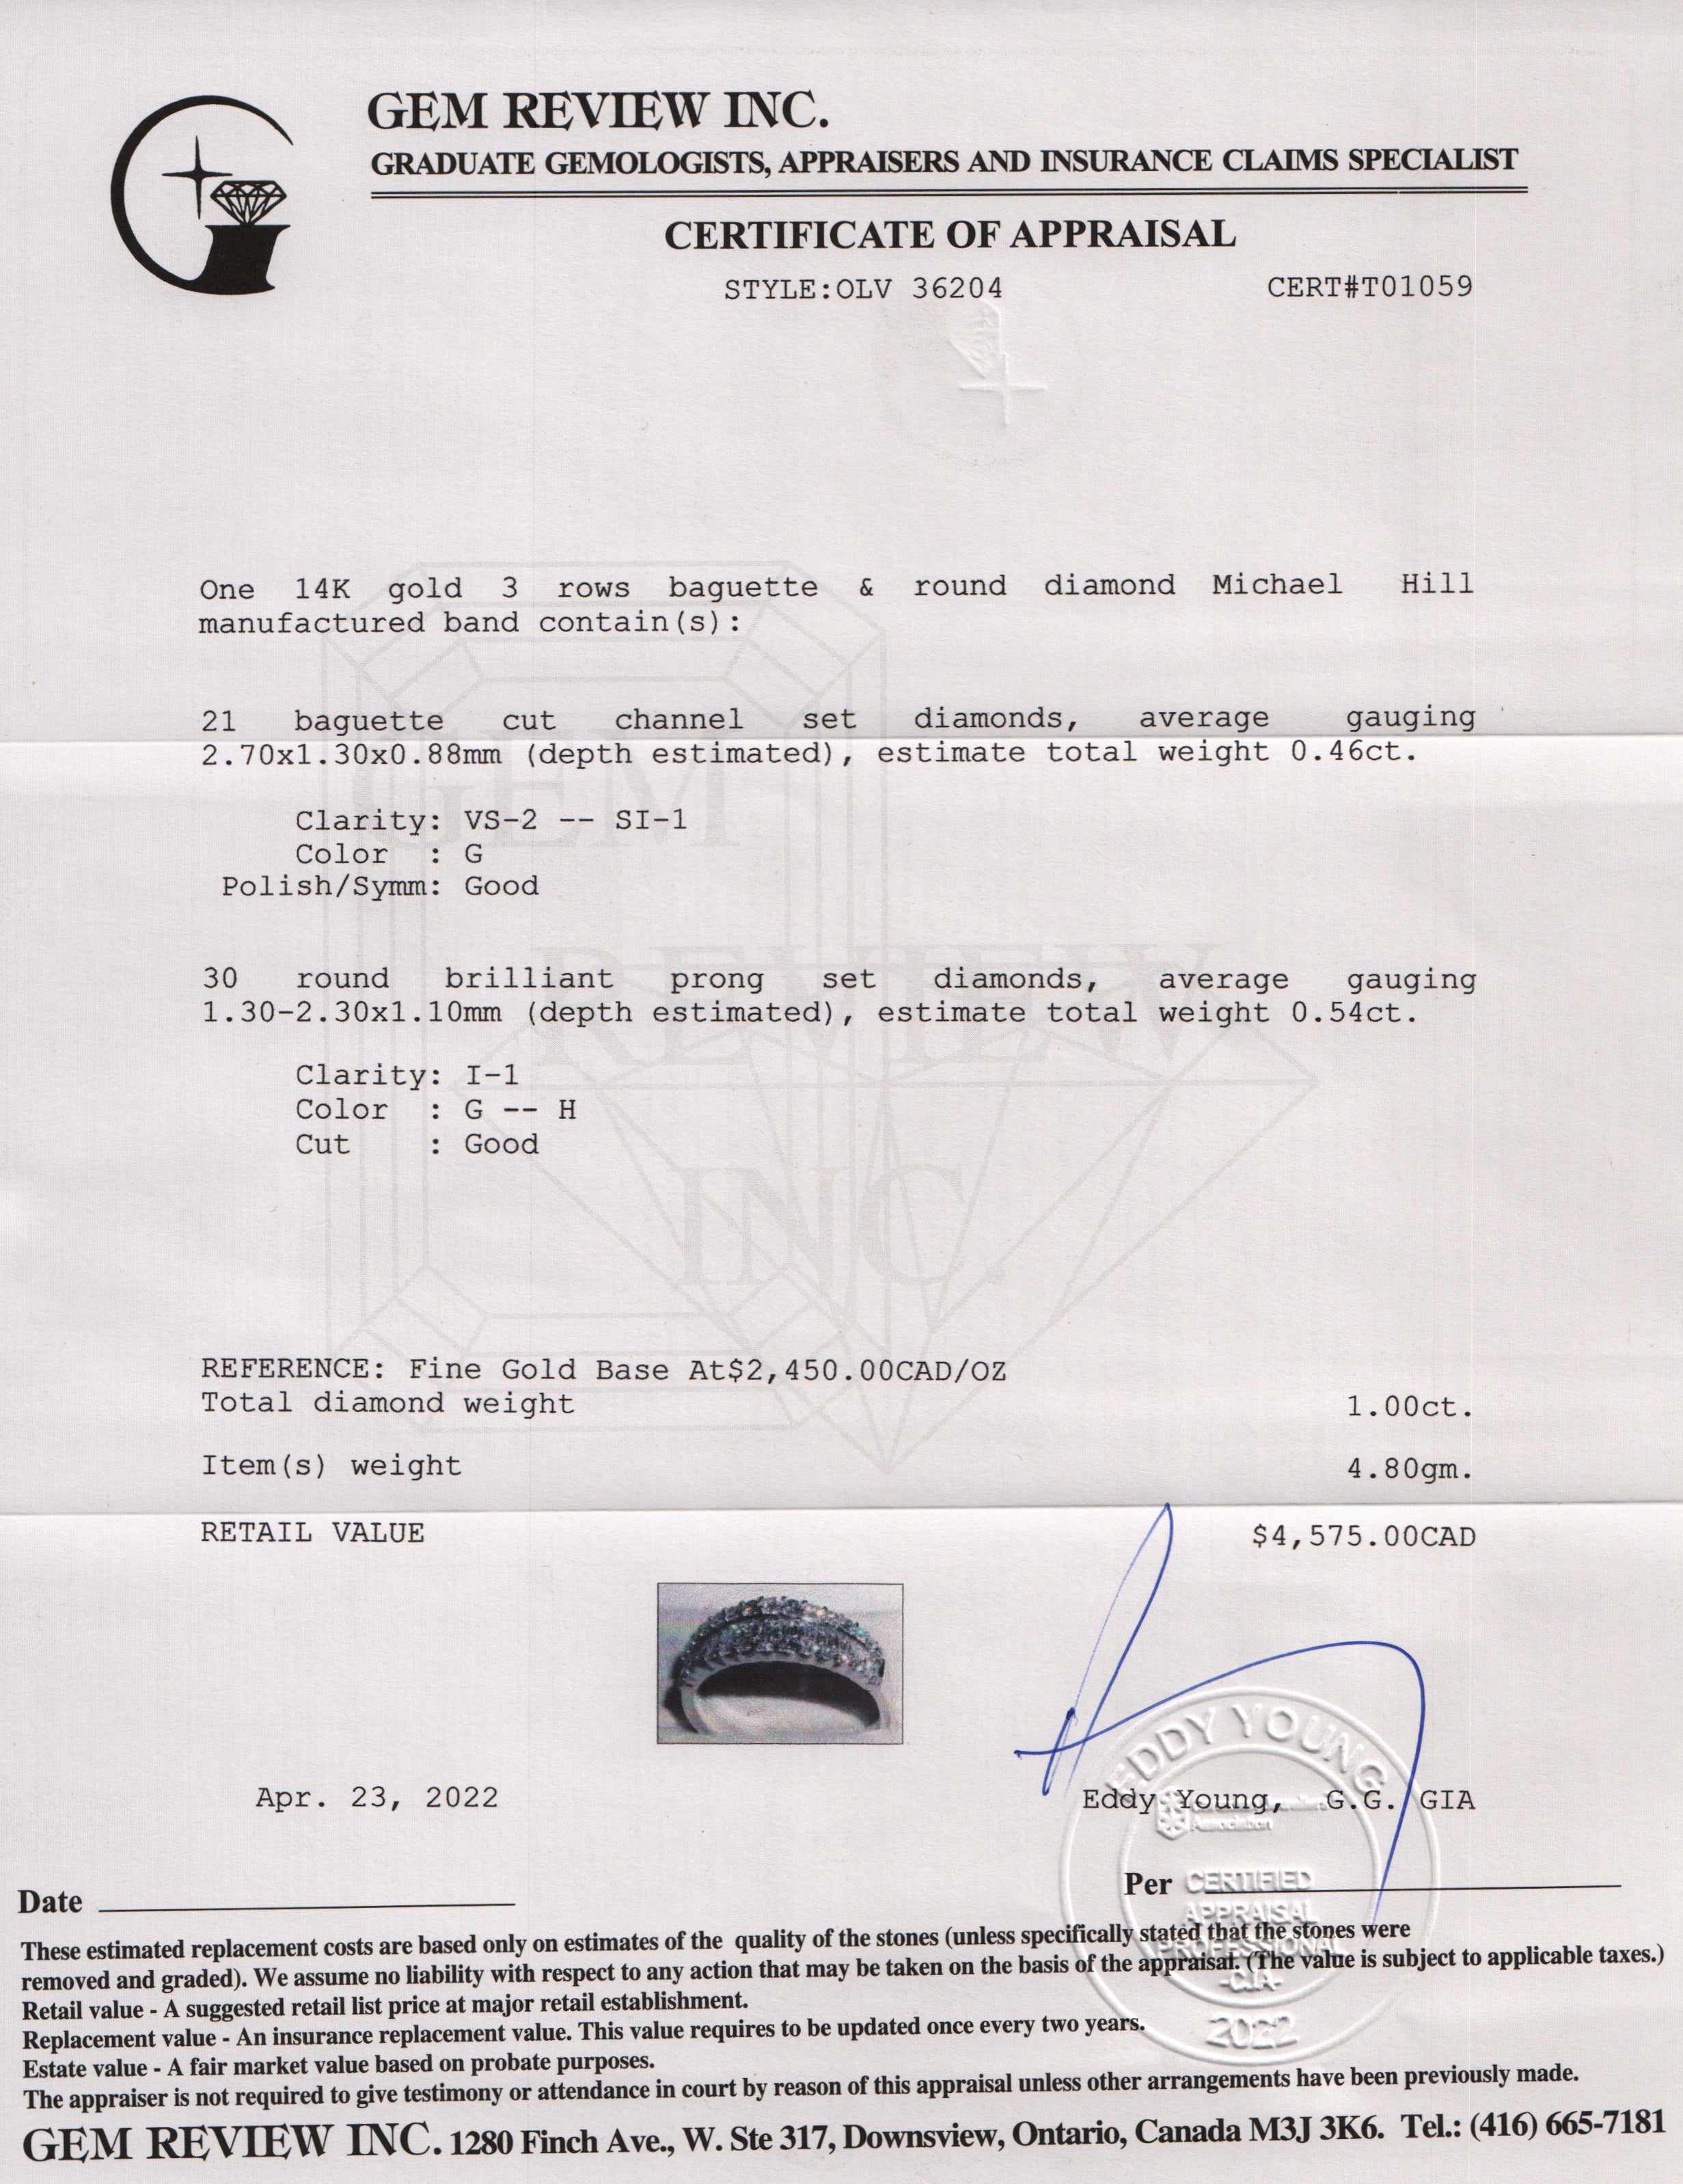 GEM REVIEW INC.
GRADUATE GEMOLOGISTS, APPRAISERS AND INSURANCE CLAIMS SPECIALIST
CERTIFICATE OF APPRAISAL
STYLE:OLV 36204 CERT#T01059
One 14K gold 3 rows baguette & round diamond Michael Hill
manufactured band contain(s):
21 baguette cut channel set diamonds, average gauging
2.70x1.30x0.88mm (depth estimated), estimate total weight 0.46ct.
Clarity: VS-2 -- SI-1
Color : G
Polish/Symm: Good
30 round brilliant prong set diamonds, average gauging
1.30-2.30x1.10mm (depth estimated), estimate total weight 0.54ct.
Clarity: I-1
Color : G -- H
Cut : Good
GEM
REVIEW
INC.
REFERENCE: Fine Gold Base At$2,450.00CAD/OZ
Total diamond weight 1.00ct.
Item(s) weight 4.80gm.
RETAIL VALUE $4,575.00CAD
EDDY YOUNG
Apr. 23, 2022 Eddy Young, G.G. GIA
Association
Date Per
CERTIFIED
APPRAISAL
PROFESSIONAL
2022
These estimated replacement costs are based only on estimates of the quality of the stones (unless specifically stated that the stones were
removed and graded). We assume no liability with respect to any action that may be taken on the basis of the appraisal. (The value is subject to applicable taxes.)
Retail value - A suggested retail list price at major retail establishment.
Replacement value - An insurance replacement value. This value requires to be updated once every two years.
Estate value - A fair market value based on probate purposes.
The appraiser is not required to give testimony or attendance in court by reason of this appraisal unless other arrangements have been previously made.
GEM REVIEW INC. 1280 Finch Ave., W. Ste 317, Downsview, Ontario, Canada M3J 3K6. Tel.: (416) 665-7181